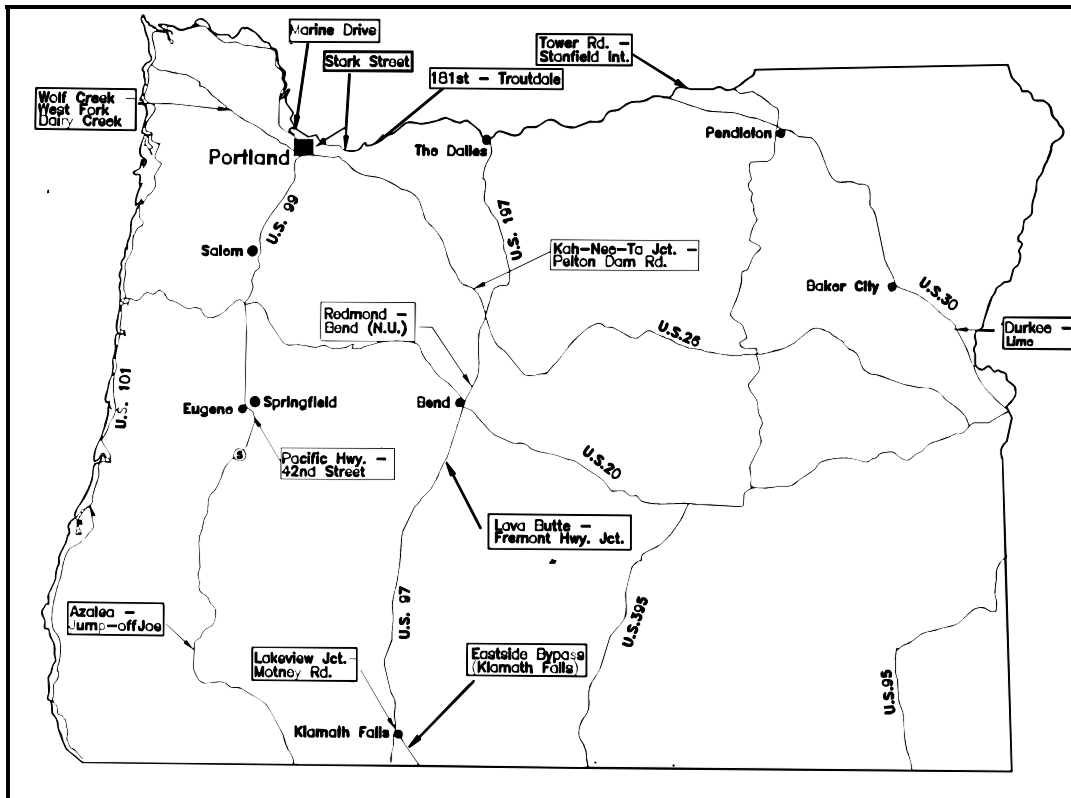 Marine Drive
Stark Street
181st – Troutdale
Tower Rd. –
Stanfield Int.
Wolf Creek
West Fork
Dairy Creek
Portland
The Dalles
Pendleton
U.S. 99
U.S. 197
Salem
Kah-Nee-Ta Jct. –
Pelton Dam Rd.
Baker City
U.S.30
Redmond –
Bend (N.U.)
U.S.26
Durkee –
Lime
U.S. 101
Eugene
Springfield
Bend
5
Pacific Hwy. –
42nd Street
U.S.20
Lava Butte –
Fremont Hwy. Jct.
Azalea –
Jump-off Joe
U.S. 97
U.S.395
Lakeview Jct. –
Motney Rd.
Eastside Bypass
(Klamath Falls)
U.S.95
Klamath Falls